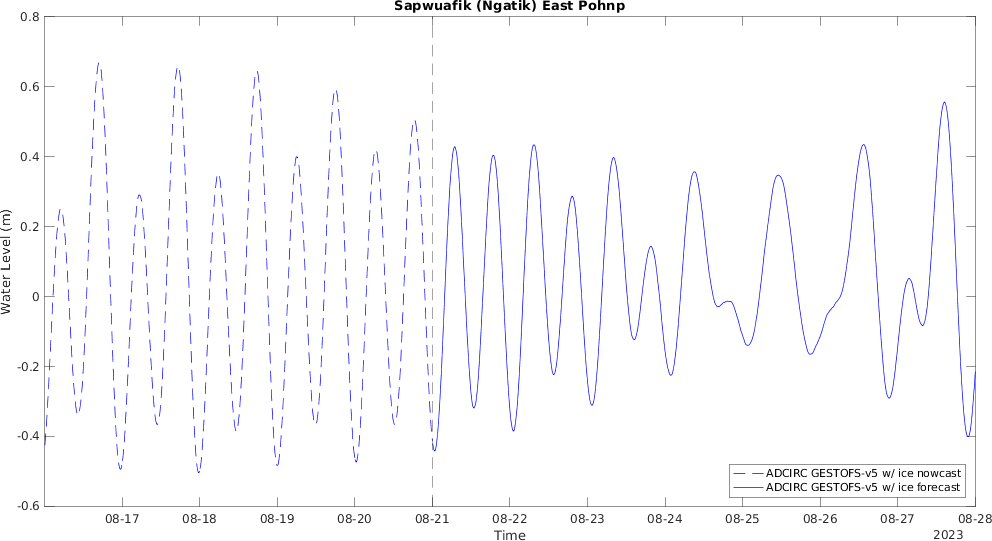 Sapwuafik (Ngatik) East Pohnp
0.8
0.6
0.4
0.2
0
-0.2
-0.4
-0.6
Water Level (m)
08-17 08-18 08-19 08-20 08-21 08-22 08-23 08-24 08-25 08-26 08-27 08-28
Time
2023
ADCIRC GESTOFS-v5 w/ ice nowcast
ADCIRC GESTOFS-v5 w/ ice forecast